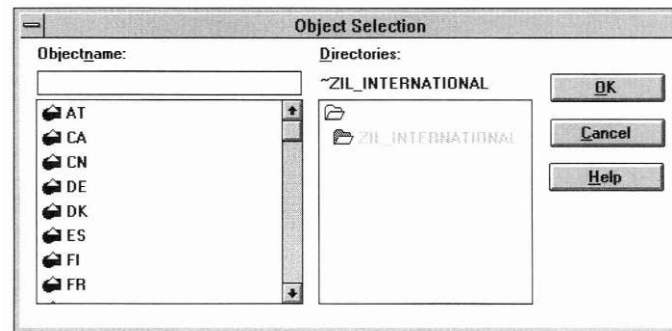 Object Selection
Objectname:
AT
CA
CN
DE
DK
ES
FI
FR
Directories:
~ZIL_INTERNATIONAL
ZIL_INTERNATIONAL
OK
Cancel
Help